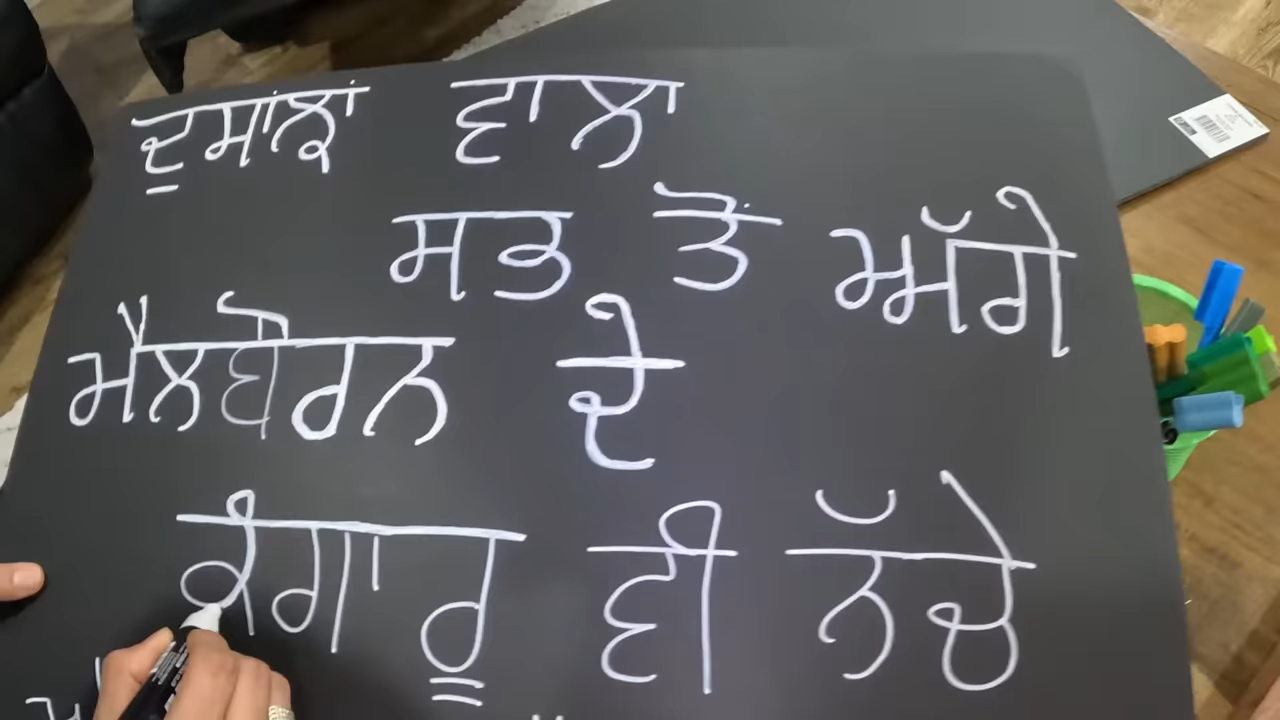 ਦੁਸਾਂਝਾਂ ਵਾਲਾ
ਸਭ ਤੋਂ ਅੱਗੇ
ਮੈਲਬੌਰਨ ਦੇ
ਕੰਗਾਰੂ ਵੀ ਨੱਚੇ